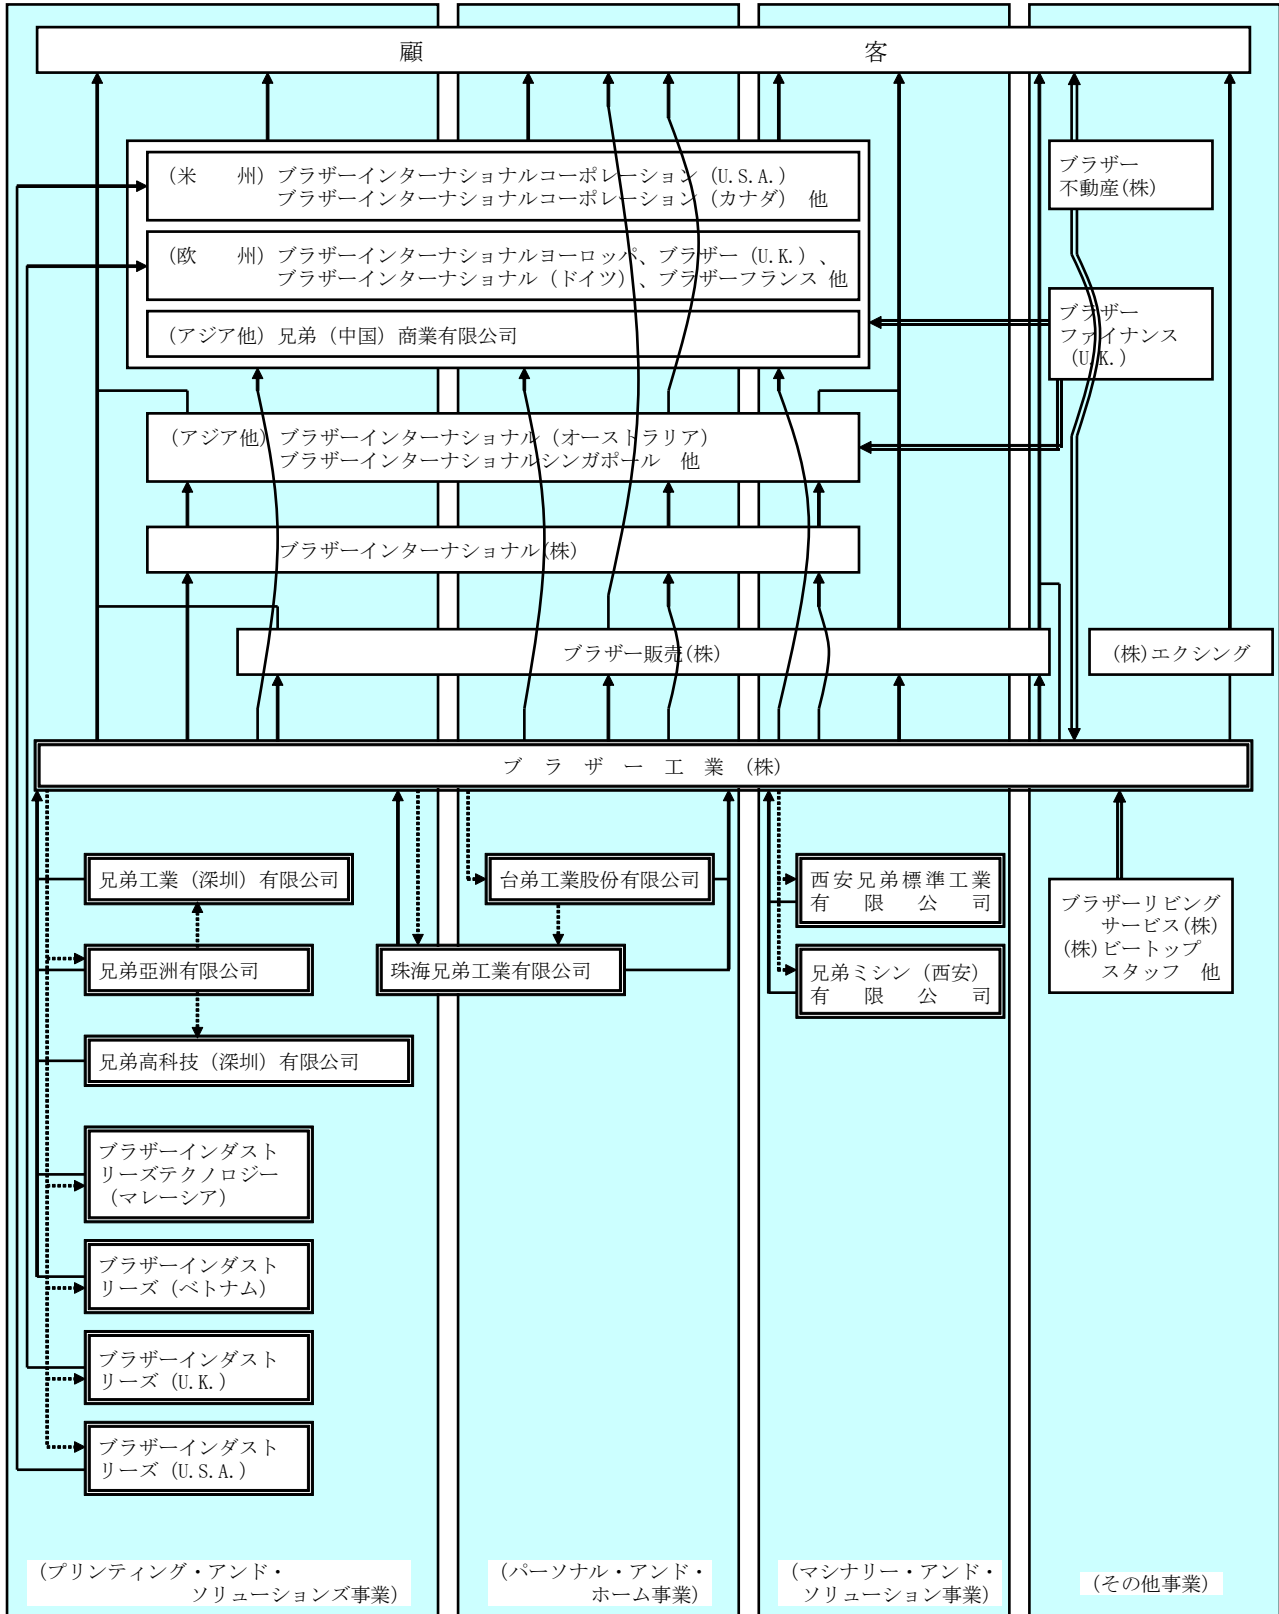 顧　　　客
（米　　州）ブラザーインターナショナルコーポレーション（U.S.A.）
ブラザーインターナショナルコーポレーション（カナダ） 他
（欧　　州）ブラザーインターナショナルヨーロッパ、ブラザー（U.K.）、
ブラザーインターナショナル（ドイツ）、ブラザーフランス 他
（アジア他）兄弟（中国）商業有限公司
ブラザー
不動産(株)
ブラザー
ファイナンス
（U.K.）
（アジア他）ブラザーインターナショナル（オーストラリア）
ブラザーインターナショナルシンガポール　他
ブラザーインターナショナル(株)
ブラザー販売(株)
(株)エクシング
ブ　ラ　ザ　ー　工　業　(株)
兄弟工業（深圳）有限公司
兄弟亞洲有限公司
兄弟高科技（深圳）有限公司
ブラザーインダスト
リーズテクノロジー
（マレーシア）
ブラザーインダスト
リーズ（ベトナム）
ブラザーインダスト
リーズ（U.K.）
ブラザーインダスト
リーズ（U.S.A.）
台弟工業股份有限公司
珠海兄弟工業有限公司
西安兄弟標準工業
有　限　公　司
兄弟ミシン（西安）
有　限　公　司
ブラザーリビング
サービス(株)
(株)ビートップ
スタッフ　他
（プリンティング・アンド・
ソリューションズ事業）
（パーソナル・アンド・
ホーム事業）
（マシナリー・アンド・
ソリューション事業）
（その他事業）